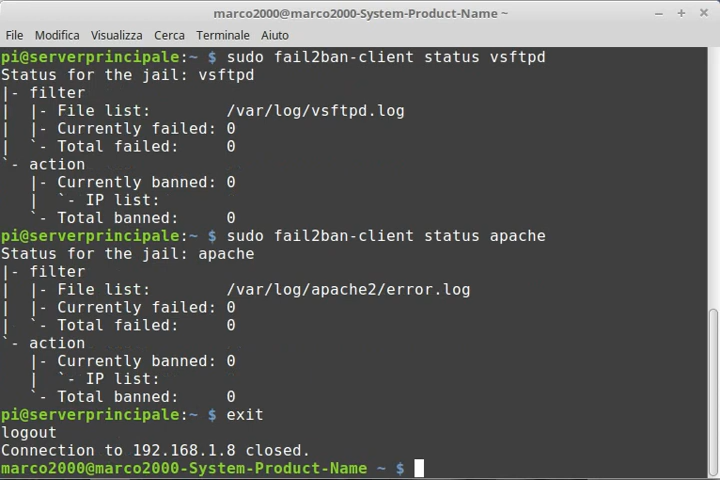 marco2000@marco2000-System-Product-Name ~
File Modifica Visualizza Cerca Terminale Aiuto
pi@serverprincipale:~ $ sudo fail2ban-client status vsftpd
Status for the jail: vsftpd
|- filter
|  |- File list:        /var/log/vsftpd.log
|  |- Currently failed: 0
|  `- Total failed:     0
`- action
   |- Currently banned: 0
   |  `- IP list:
   `- Total banned:     0
pi@serverprincipale:~ $ sudo fail2ban-client status apache
Status for the jail: apache
|- filter
|  |- File list:        /var/log/apache2/error.log
|  |- Currently failed: 0
|  `- Total failed:     0
`- action
   |- Currently banned: 0
   |  `- IP list:
   `- Total banned:     0
pi@serverprincipale:~ $ exit
logout
Connection to 192.168.1.8 closed.
marco2000@marco2000-System-Product-Name ~ $